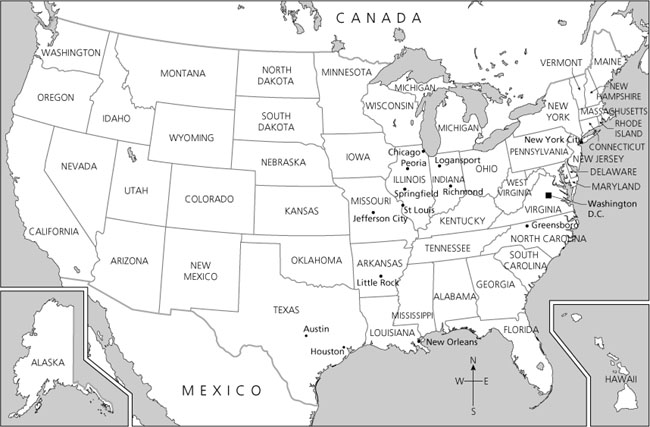 CANADA
WASHINGTON
MONTANA
NORTH
DAKOTA
MINNESOTA
VERMONT
MAINE
OREGON
IDAHO
WYOMING
SOUTH
DAKOTA
WISCONSIN
MICHIGAN
MICHIGAN
NEW
YORK
NEW
HAMPSHIRE
MASSACHUSETTS
RHODE
ISLAND
CONNECTICUT
New York City
PENNSYLVANIA
NEW JERSEY
DELAWARE
MARYLAND
Washington
D.C.
NEVADA
UTAH
COLORADO
NEBRASKA
IOWA
Chicago
Peoria
ILLINOIS
Springfield
Logansport
INDIANA
Richmond
OHIO
WEST
VIRGINIA
VIRGINIA
CALIFORNIA
KANSAS
MISSOURI
Jefferson City
St Louis
KENTUCKY
Greensboro
NORTH CAROLINA
TENNESSEE
SOUTH
CAROLINA
ARIZONA
NEW
MEXICO
OKLAHOMA
ARKANSAS
Little Rock
MISSISSIPPI
ALABAMA
GEORGIA
TEXAS
Austin
Houston
LOUISIANA
New Orleans
FLORIDA
ALASKA
MEXICO
N
W
E
S
HAWAII